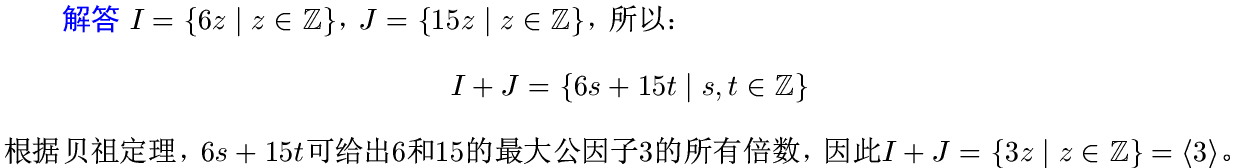 解答 I = {6z | z ∈ ℤ}, J = {15z | z ∈ ℤ}, 所以:
I + J = {6s + 15t | s, t ∈ ℤ}
根据贝祖定理, 6s + 15t可给出6和15的最大公因子3的所有倍数, 因此I + J = {3z | z ∈ ℤ} = ⟨3⟩。